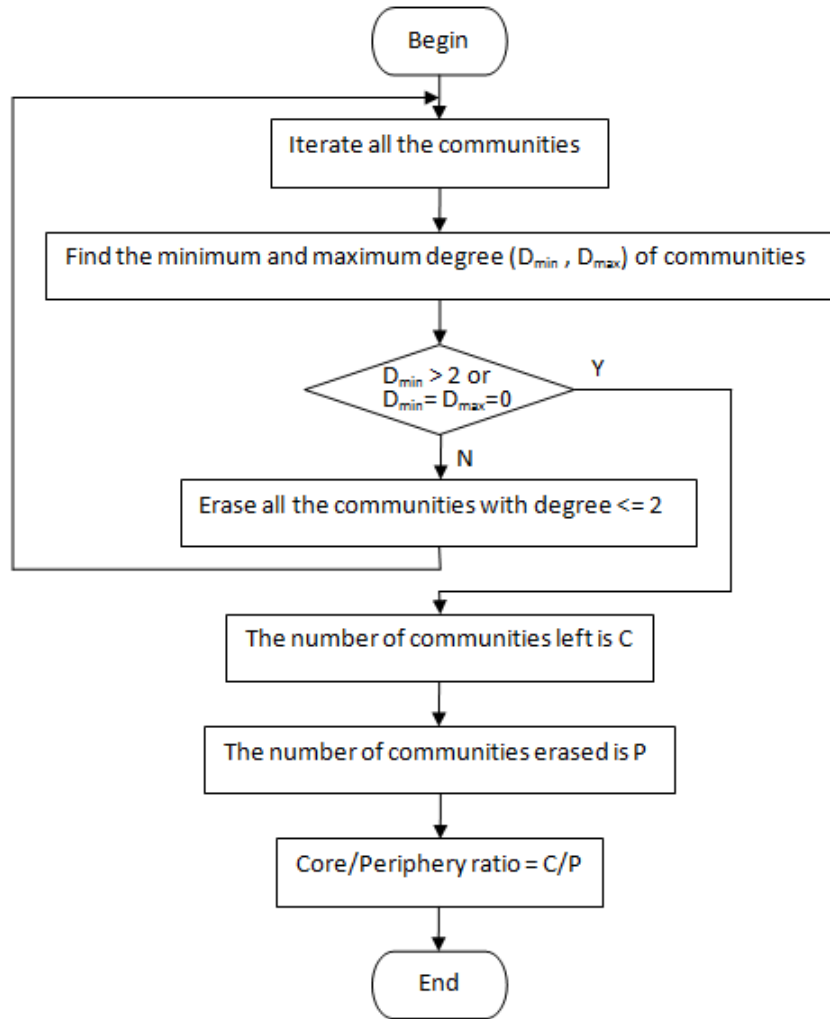 Begin
Iterate all the communities
Find the minimum and maximum degree (Dmin , Dmax) of communities
Dmin > 2 or
Dmin= Dmax=0
Y
N
Erase all the communities with degree <= 2
The number of communities left is C
The number of communities erased is P
Core/Periphery ratio = C/P
End